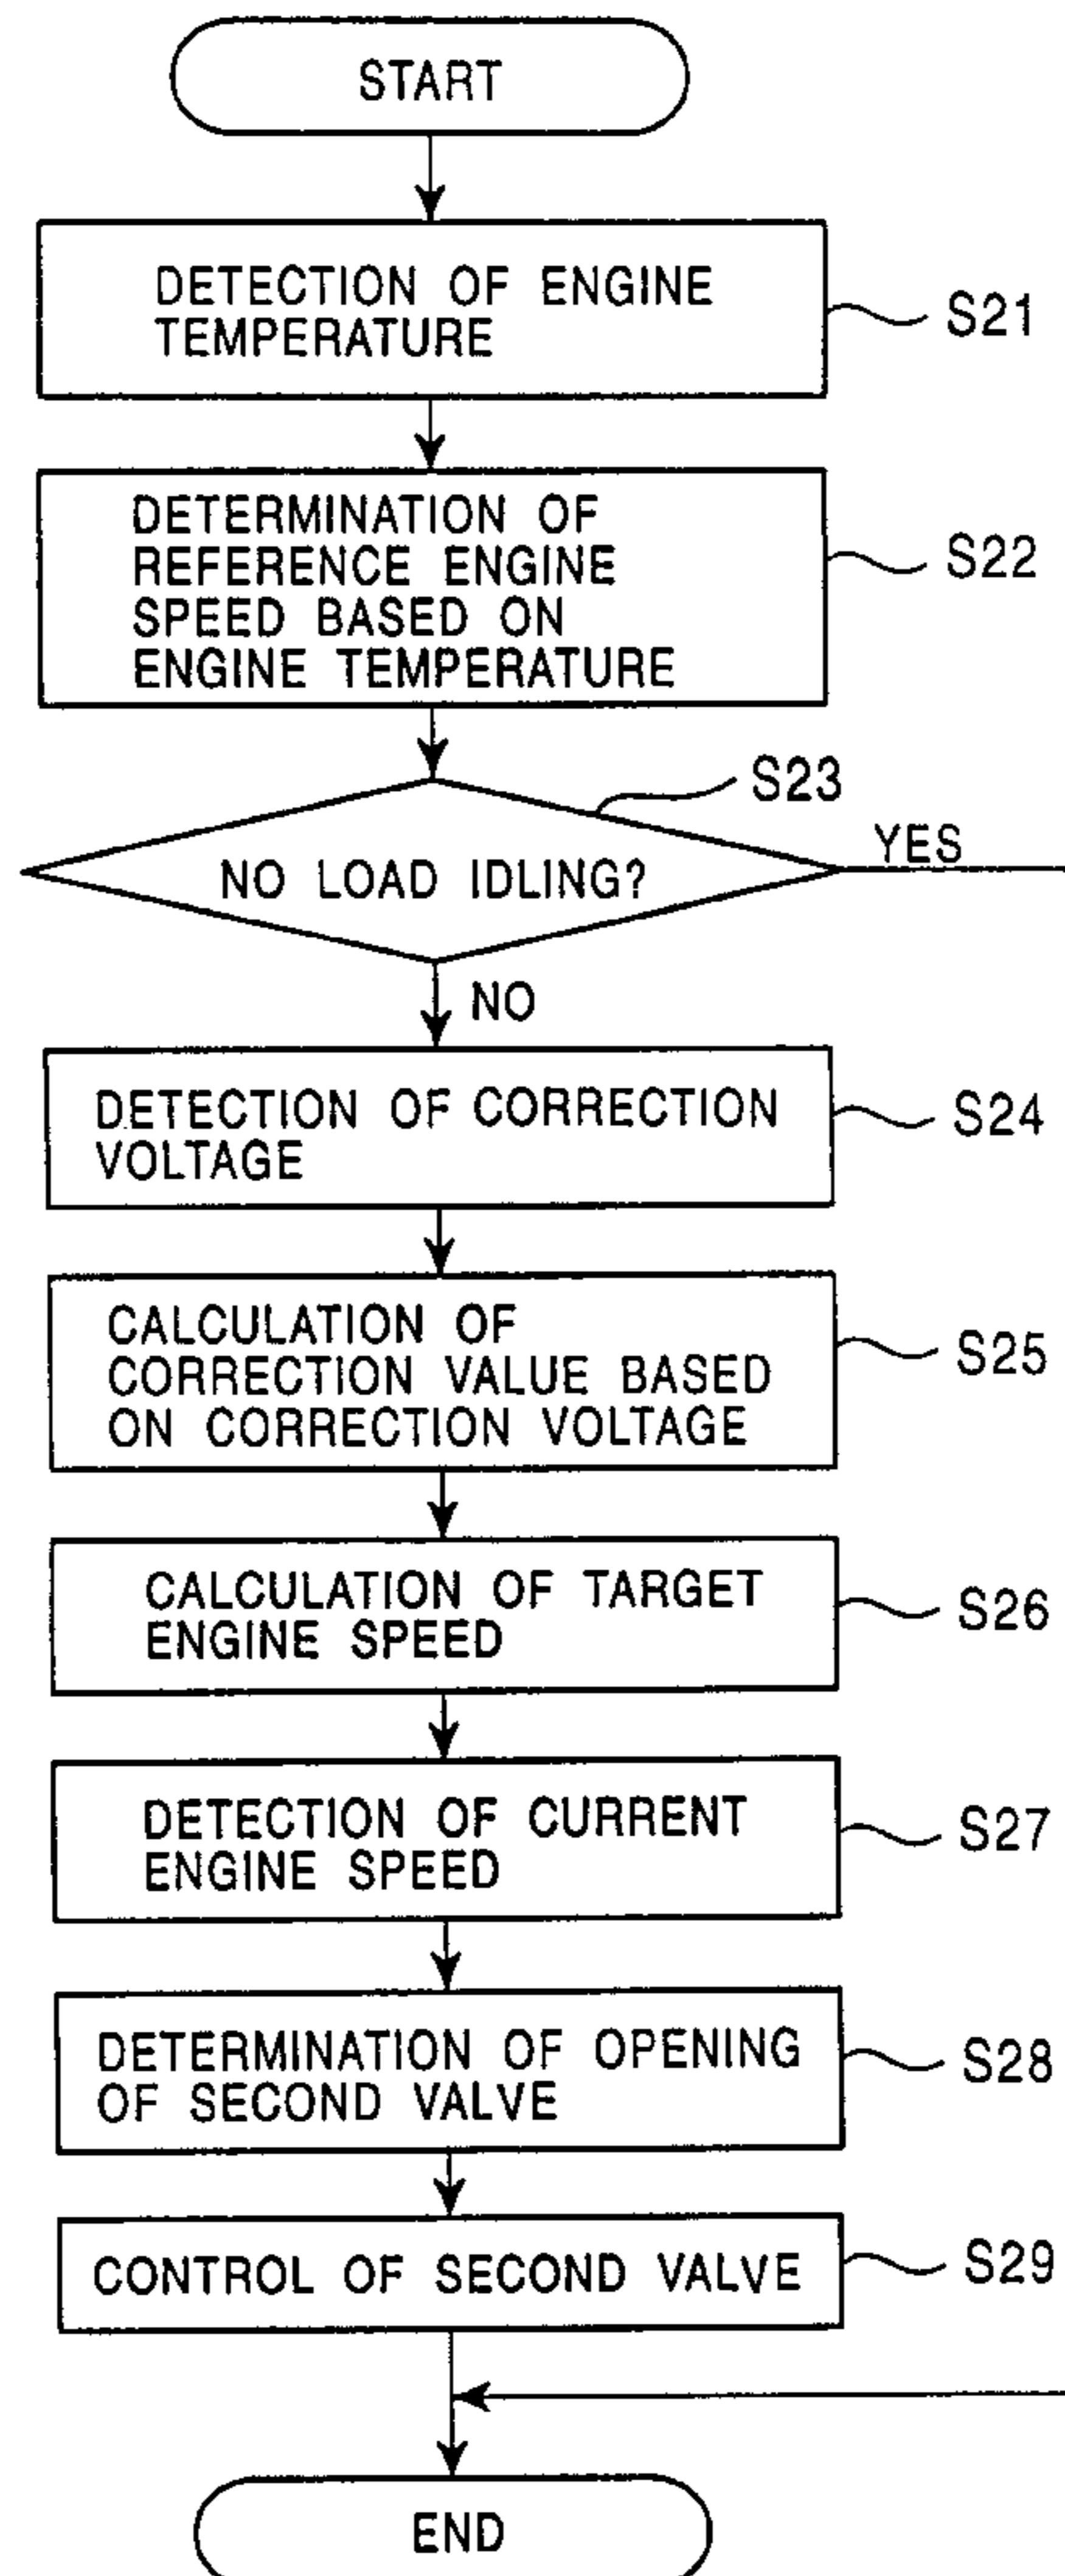 START
DETECTION OF ENGINE
TEMPERATURE
S21
DETERMINATION OF
REFERENCE ENGINE
SPEED BASED ON
ENGINE TEMPERATURE
S22
S23
NO LOAD IDLING?
YES
NO
DETECTION OF CORRECTION
VOLTAGE
S24
CALCULATION OF
CORRECTION VALUE BASED
ON CORRECTION VOLTAGE
S25
CALCULATION OF TARGET
ENGINE SPEED
S26
DETECTION OF CURRENT
ENGINE SPEED
S27
DETERMINATION OF OPENING
OF SECOND VALVE
S28
CONTROL OF SECOND VALVE
S29
END